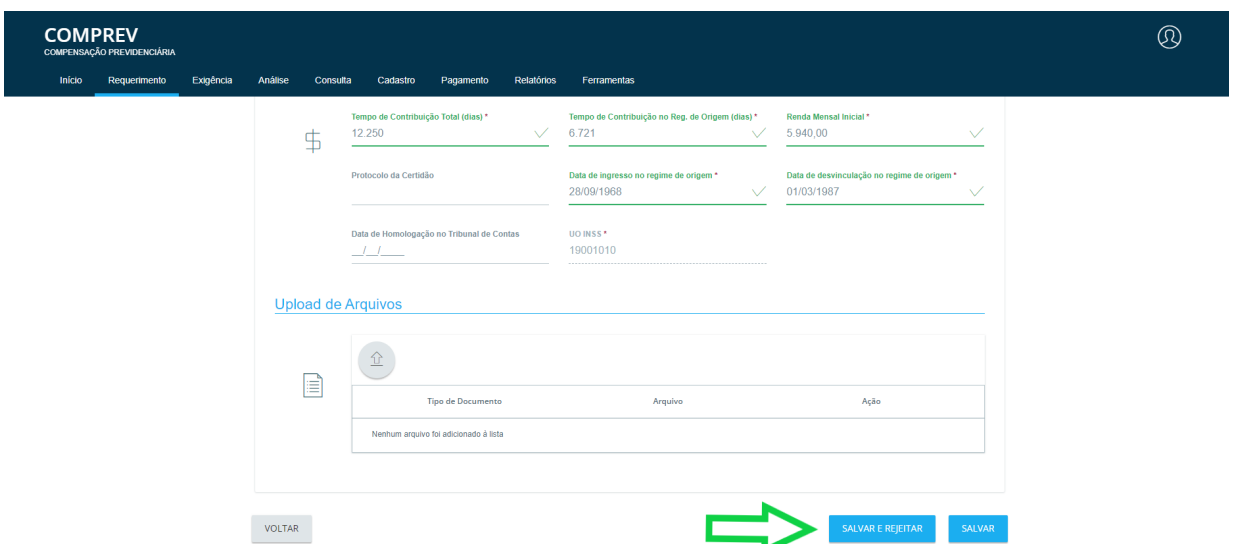 COMPREV
COMPENSAÇÃO PREVIDENCIÁRIA
Início Requerimento Exigência Análise Consulta Cadastro Pagamento Relatórios Ferramentas
Tempo de Contribuição Total (dias) * Tempo de Contribuição no Reg. de Origem (dias) * Renda Mensal Inicial *
12.250 6.721 5.940,00
Protocolo da Certidão Data de ingresso no regime de origem * Data de desvinculação no regime de origem *
28/09/1968 01/03/1987
Data de Homologação no Tribunal de Contas UO INSS *
__/__/____ 19001010
Upload de Arquivos
Tipo de Documento Arquivo Ação
Nenhum arquivo foi adicionado á lista
VOLTAR SALVAR E REJEITAR SALVAR